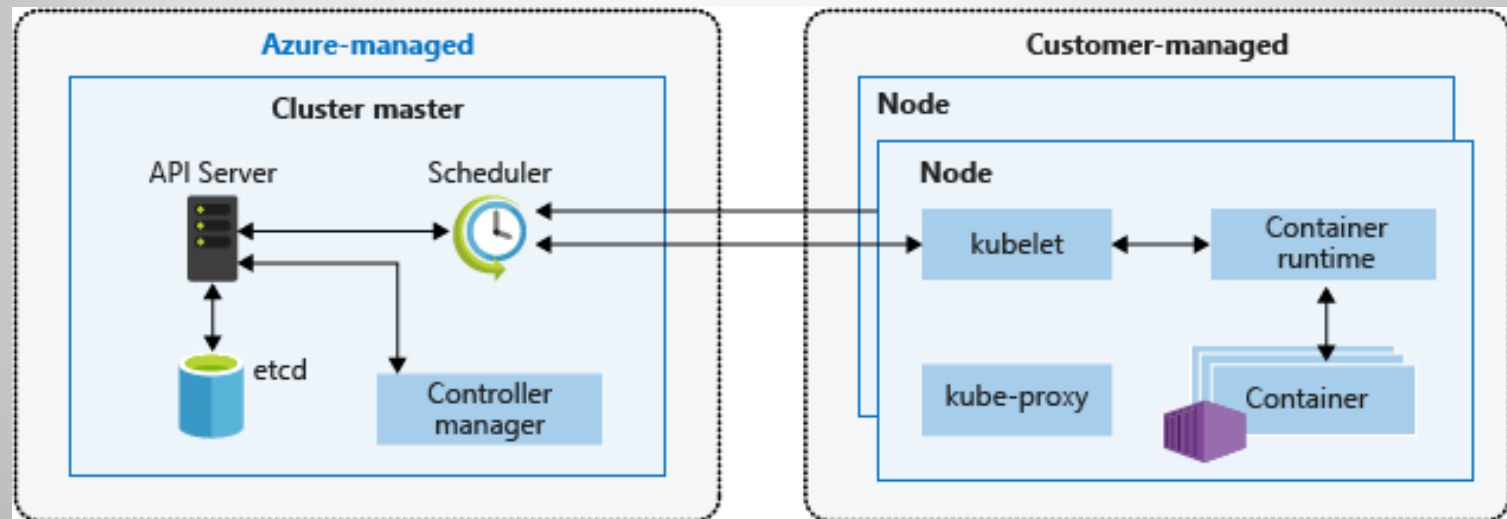 Azure-managed
Cluster master
API Server
Scheduler
etcd
Controller
manager
Customer-managed
Node
Node
kubelet
Container
runtime
kube-proxy
Container